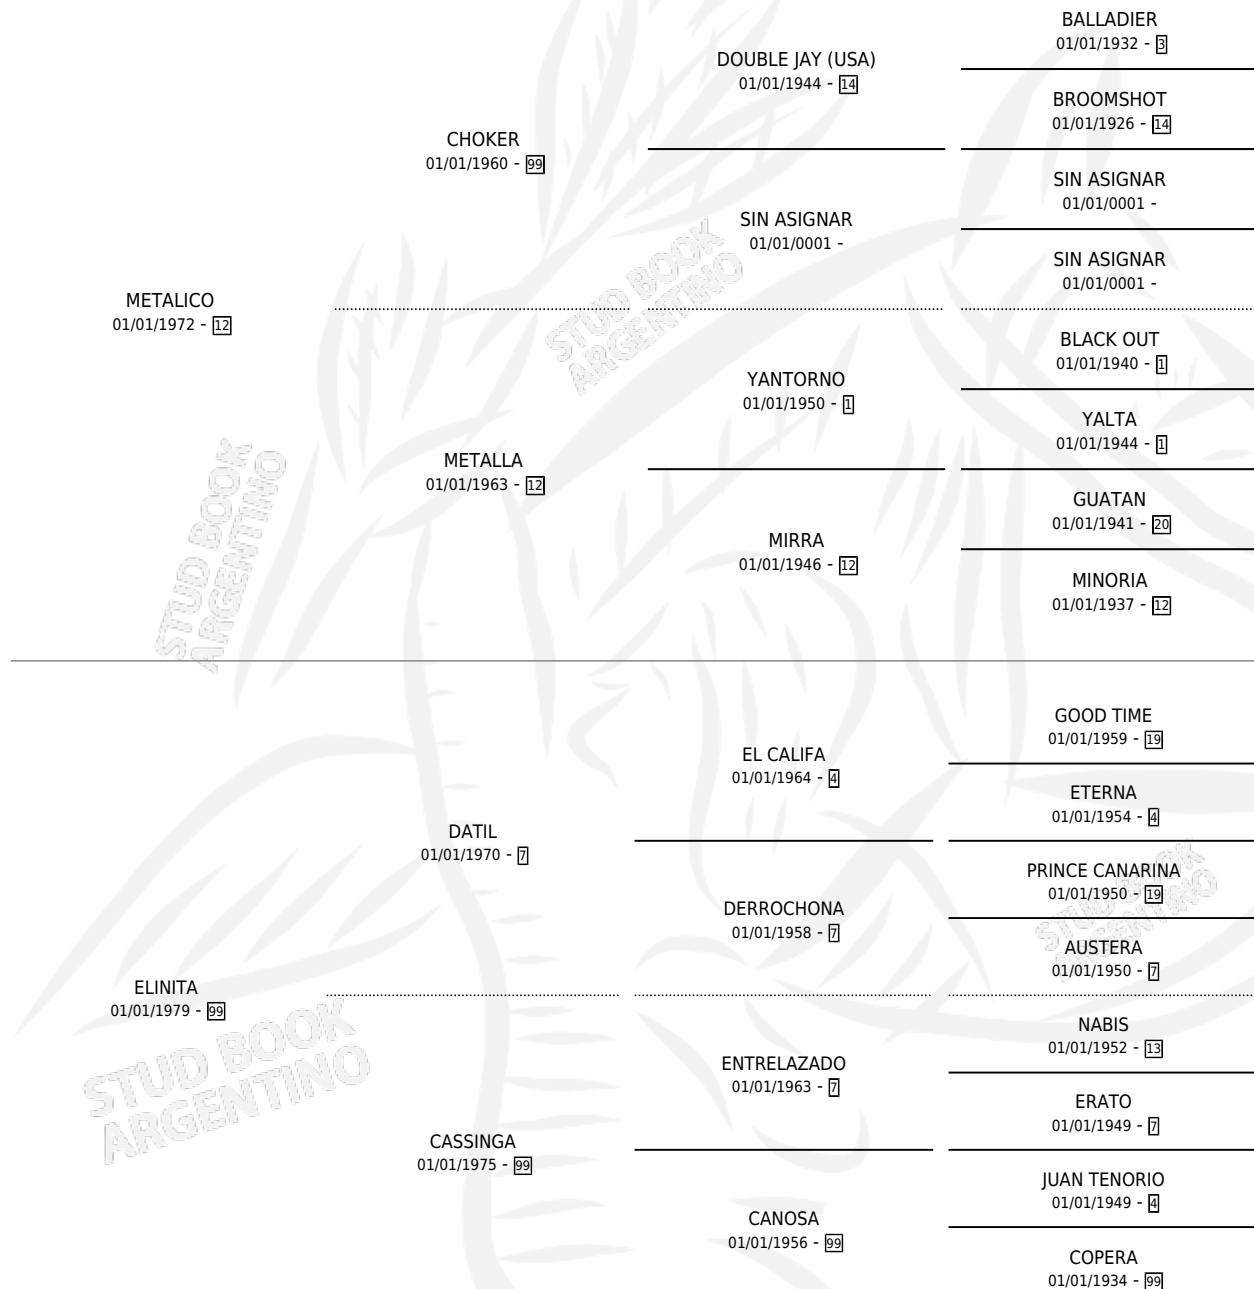 BALLADIER
01/01/1932 - 3
DOUBLE JAY (USA)
01/01/1944 - 14
BROOMSHOT
01/01/1926 - 14
CHOKER
01/01/1960 - 99
SIN ASIGNAR
01/01/0001 -
SIN ASIGNAR
01/01/0001 -
SIN ASIGNAR
01/01/0001 -
METALICO
01/01/1972 - 12
BLACK OUT
01/01/1940 - 1
YANTORNO
01/01/1950 - 1
YALTA
01/01/1944 - 1
METALLA
01/01/1963 - 12
GUATAN
01/01/1941 - 20
MIRRA
01/01/1946 - 12
MINORIA
01/01/1937 - 12
GOOD TIME
01/01/1959 - 19
EL CALIFA
01/01/1964 - 4
ETERNA
01/01/1954 - 4
DATIL
01/01/1970 - 7
PRINCE CANARINA
01/01/1950 - 19
DERROCHONA
01/01/1958 - 7
AUSTERA
01/01/1950 - 7
ELINITA
01/01/1979 - 99
NABIS
01/01/1952 - 13
ENTRELAZADO
01/01/1963 - 7
ERATO
01/01/1949 - 7
CASSINGA
01/01/1975 - 99
JUAN TENORIO
01/01/1949 - 4
CANOSA
01/01/1956 - 99
COPERA
01/01/1934 - 99
STUD BOOK
ARGENTINO
STUD BOOK
ARGENTINO
STUD BOOK
ARGENTINO
STUD BOOK
ARGENTINO